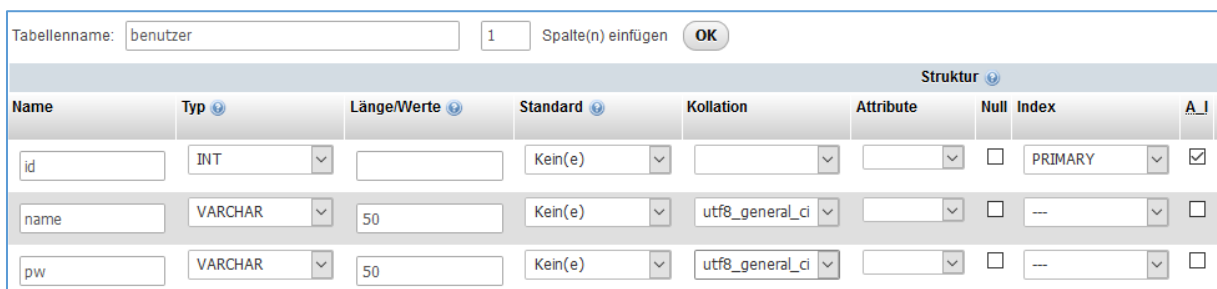 Tabellenname: benutzer 1 Spalte(n) einfügen OK
Struktur
Name Typ Länge/Werte Standard Kollation Attribute Null Index A_I
id INT Kein(e) PRIMARY
name VARCHAR 50 Kein(e) utf8_general_ci ---
pw VARCHAR 50 Kein(e) utf8_general_ci ---